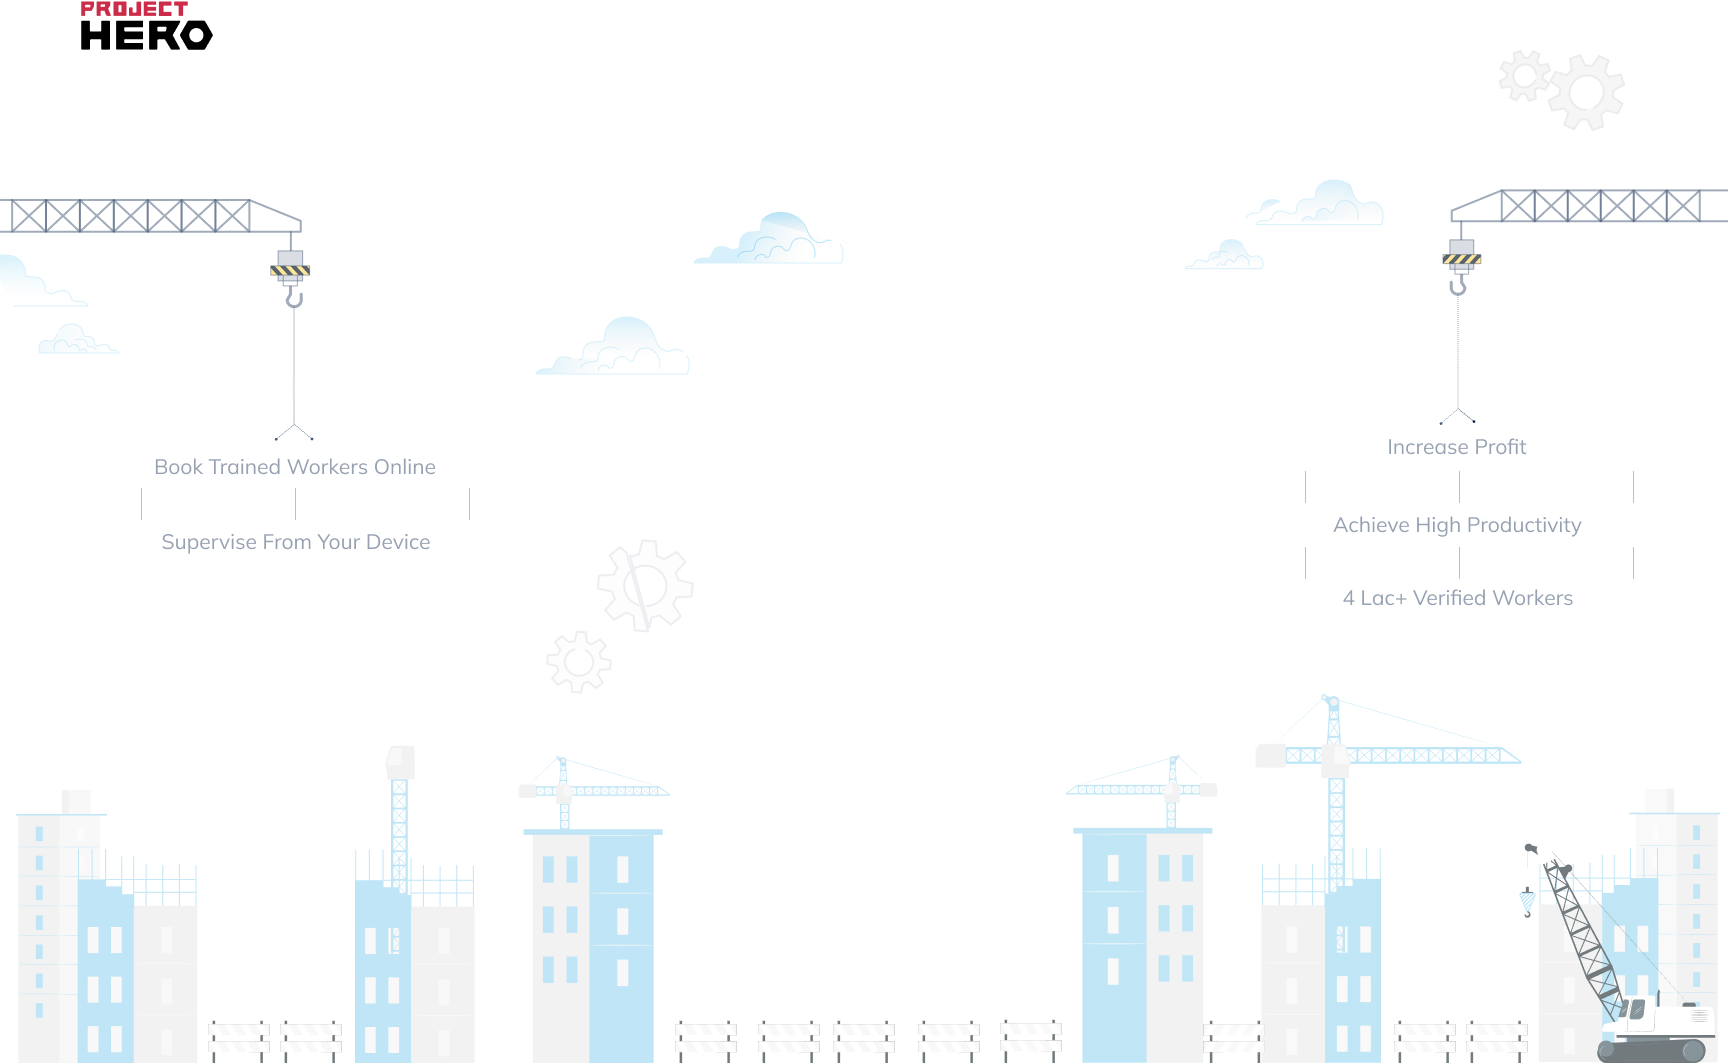 PROJECT
HERO
Book Trained Workers Online
Supervise From Your Device
Increase Profit
Achieve High Productivity
4 Lac+ Verified Workers